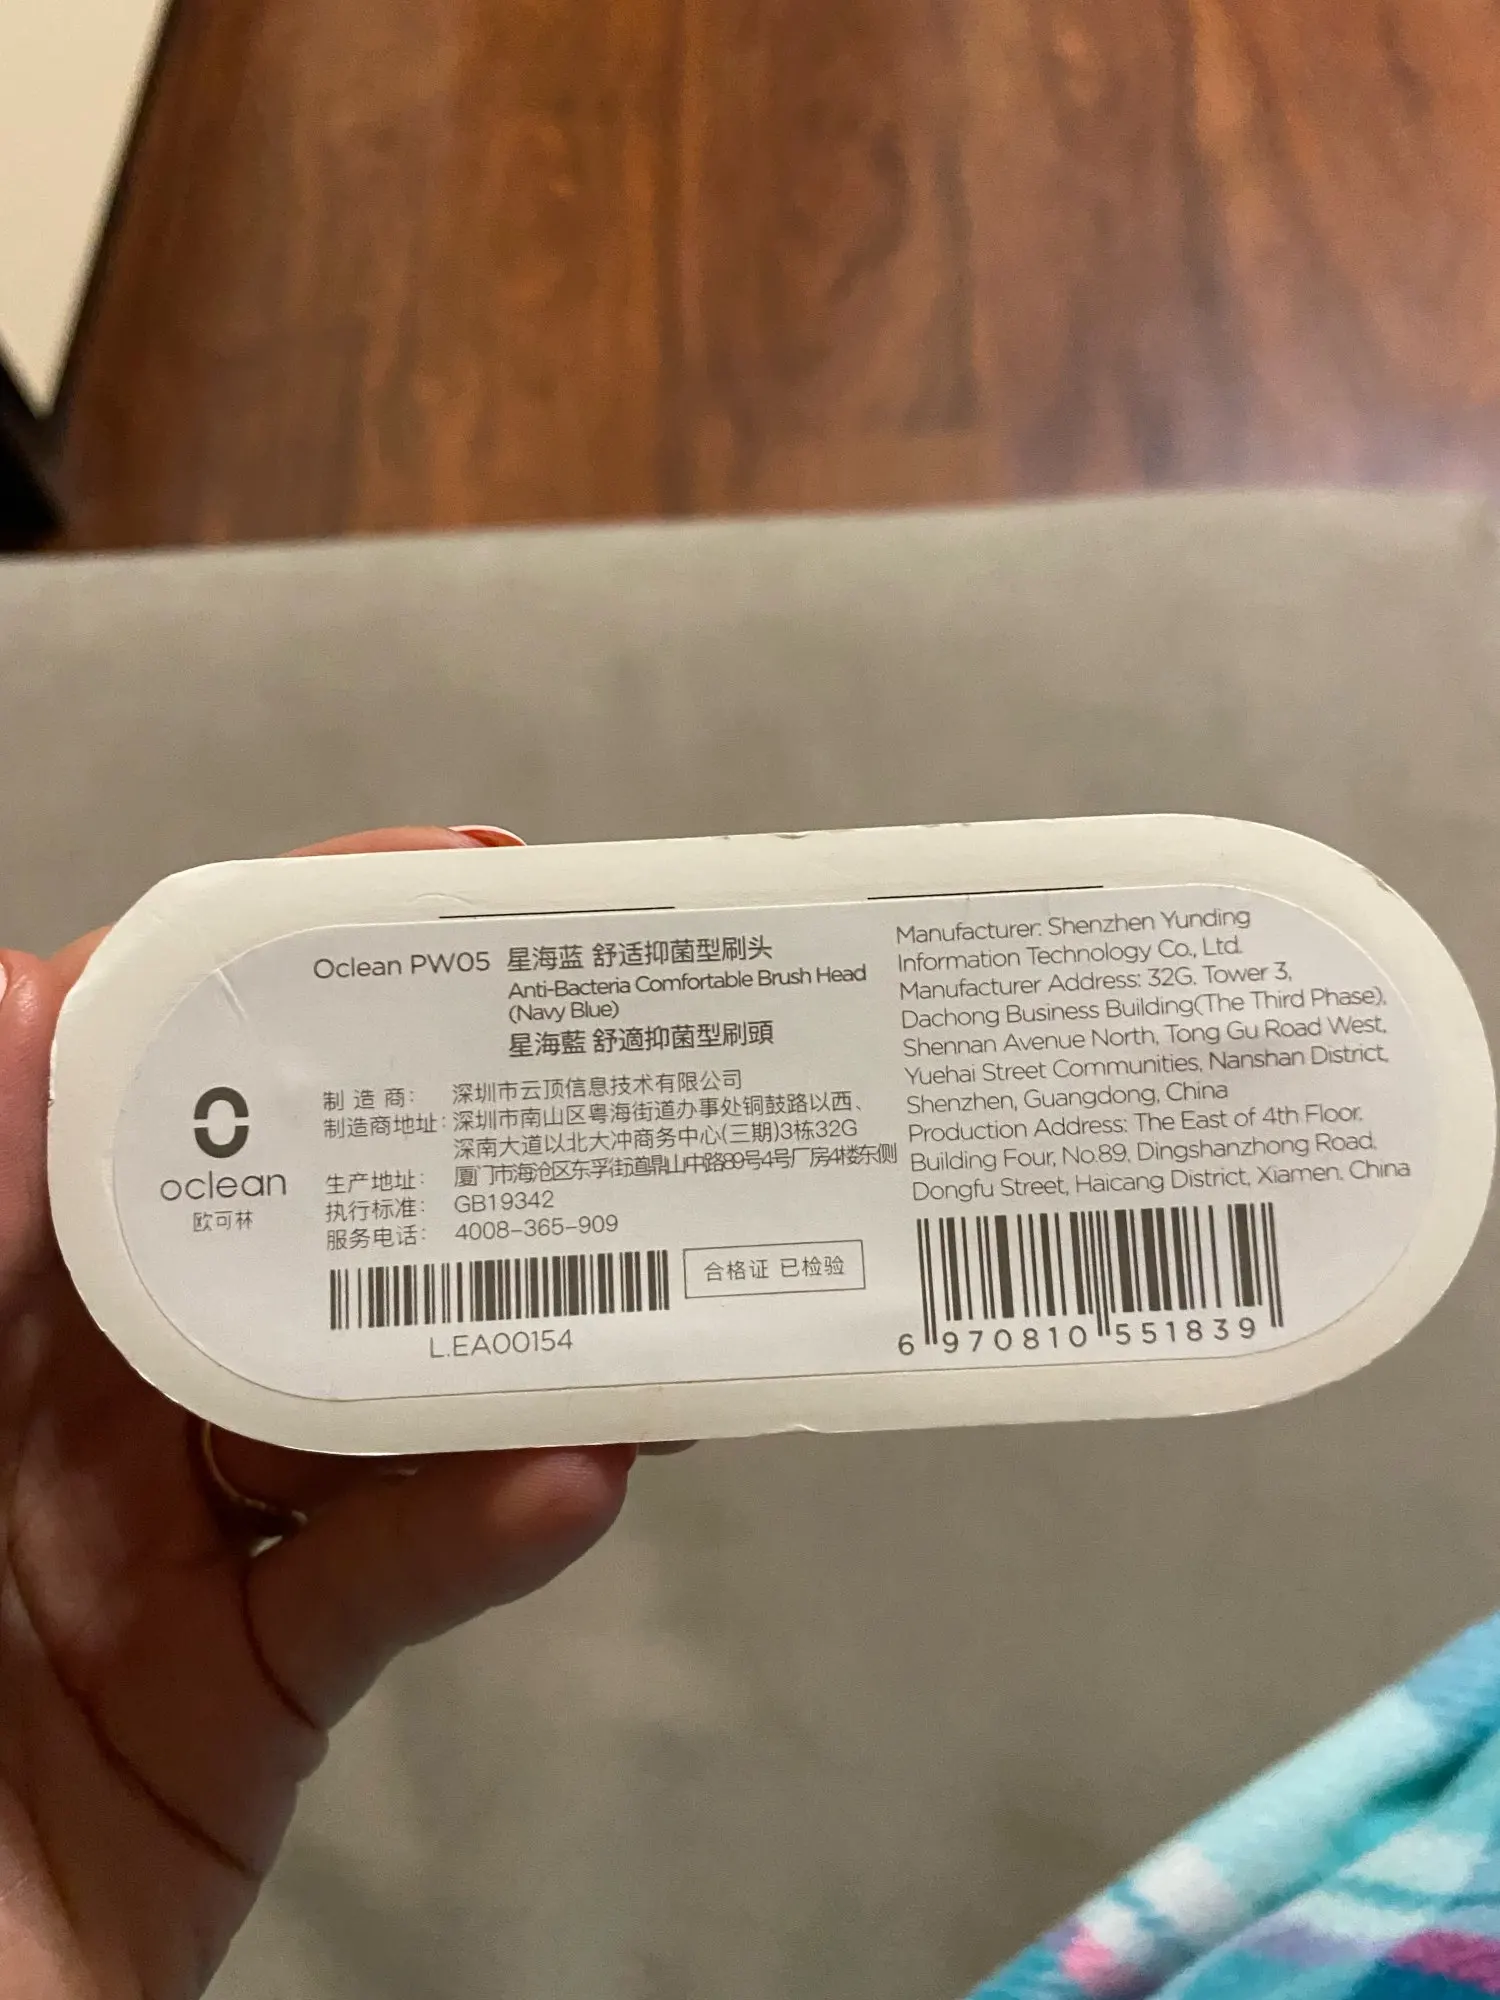 Oclean PW05 星海蓝 舒适抑菌型刷头
Anti-Bacteria Comfortable Brush Head
(Navy Blue)
星海藍 舒適抑菌型刷頭
oclean
欧可林
制 造 商： 深圳市云顶信息技术有限公司
制造商地址：深圳市南山区粤海街道办事处铜鼓路以西、
深南大道以北大冲商务中心(三期)3栋32G
生产地址： 厦门市海沧区东孚街道鼎山中路89号4号厂房4楼东侧
执行标准： GB19342
服务电话： 4008-365-909
L.EA00154
合格证 已检验
Manufacturer: Shenzhen Yunding
Information Technology Co., Ltd.
Manufacturer Address: 32G, Tower 3,
Dachong Business Building(The Third Phase),
Shennan Avenue North, Tong Gu Road West,
Yuehai Street Communities, Nanshan District,
Shenzhen, Guangdong, China
Production Address: The East of 4th Floor,
Building Four, No.89, Dingshanzhong Road,
Dongfu Street, Haicang District, Xiamen, China
6 970810 551839